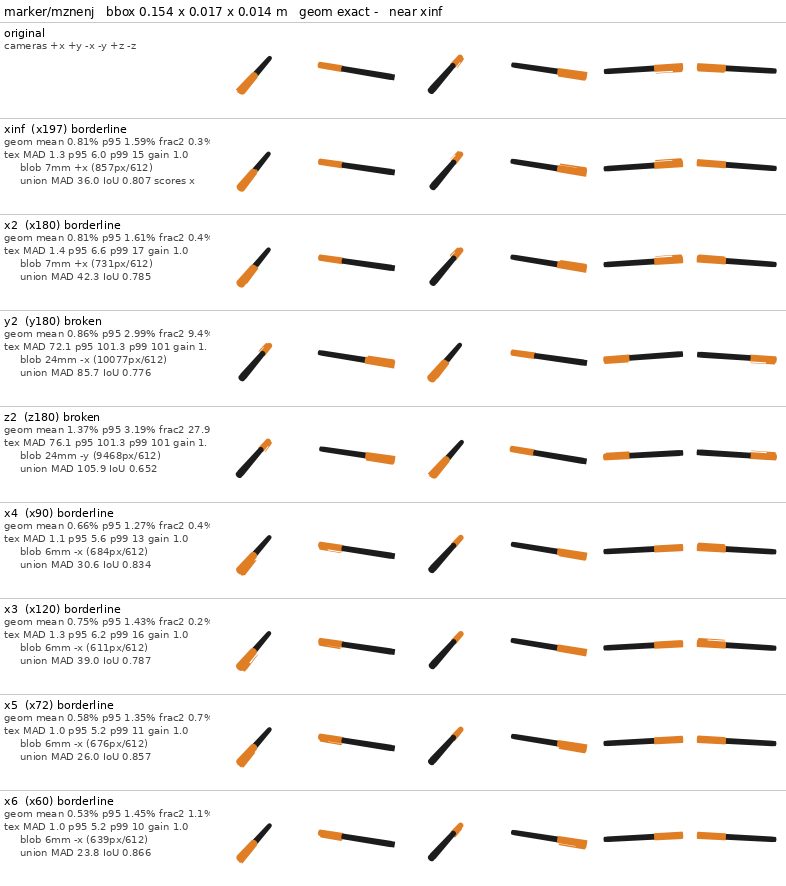 marker/mznenj   bbox 0.154 x 0.017 x 0.014 m   geom exact -   near xinf
original
cameras +x +y -x -y +z -z
xinf  (x197) borderline
geom mean 0.81% p95 1.59% frac2 0.3%
tex MAD 1.3 p95 6.0 p99 15 gain 1.0
blob 7mm +x (857px/612)
union MAD 36.0 IoU 0.807 scores x
x2  (x180) borderline
geom mean 0.81% p95 1.61% frac2 0.4%
tex MAD 1.4 p95 6.6 p99 17 gain 1.0
blob 7mm +x (731px/612)
union MAD 42.3 IoU 0.785
y2  (y180) broken
geom mean 0.86% p95 2.99% frac2 9.4%
tex MAD 72.1 p95 101.3 p99 101 gain 1.
blob 24mm -x (10077px/612)
union MAD 85.7 IoU 0.776
z2  (z180) broken
geom mean 1.37% p95 3.19% frac2 27.9
tex MAD 76.1 p95 101.3 p99 101 gain 1.
blob 24mm -y (9468px/612)
union MAD 105.9 IoU 0.652
x4  (x90) borderline
geom mean 0.66% p95 1.27% frac2 0.4%
tex MAD 1.1 p95 5.6 p99 13 gain 1.0
blob 6mm -x (684px/612)
union MAD 30.6 IoU 0.834
x3  (x120) borderline
geom mean 0.75% p95 1.43% frac2 0.2%
tex MAD 1.3 p95 6.2 p99 16 gain 1.0
blob 6mm -x (611px/612)
union MAD 39.0 IoU 0.787
x5  (x72) borderline
geom mean 0.58% p95 1.35% frac2 0.7%
tex MAD 1.0 p95 5.2 p99 11 gain 1.0
blob 6mm -x (676px/612)
union MAD 26.0 IoU 0.857
x6  (x60) borderline
geom mean 0.53% p95 1.45% frac2 1.1%
tex MAD 1.0 p95 5.2 p99 10 gain 1.0
blob 6mm -x (639px/612)
union MAD 23.8 IoU 0.866